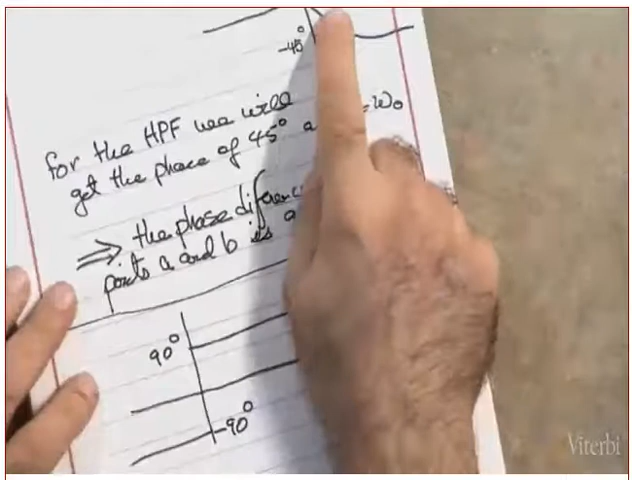 -45°
for the HPF we will
get the phase of 45° a =ω₀
⇒ the phase difference
points a and b is a
90°
-90°
Viterbi